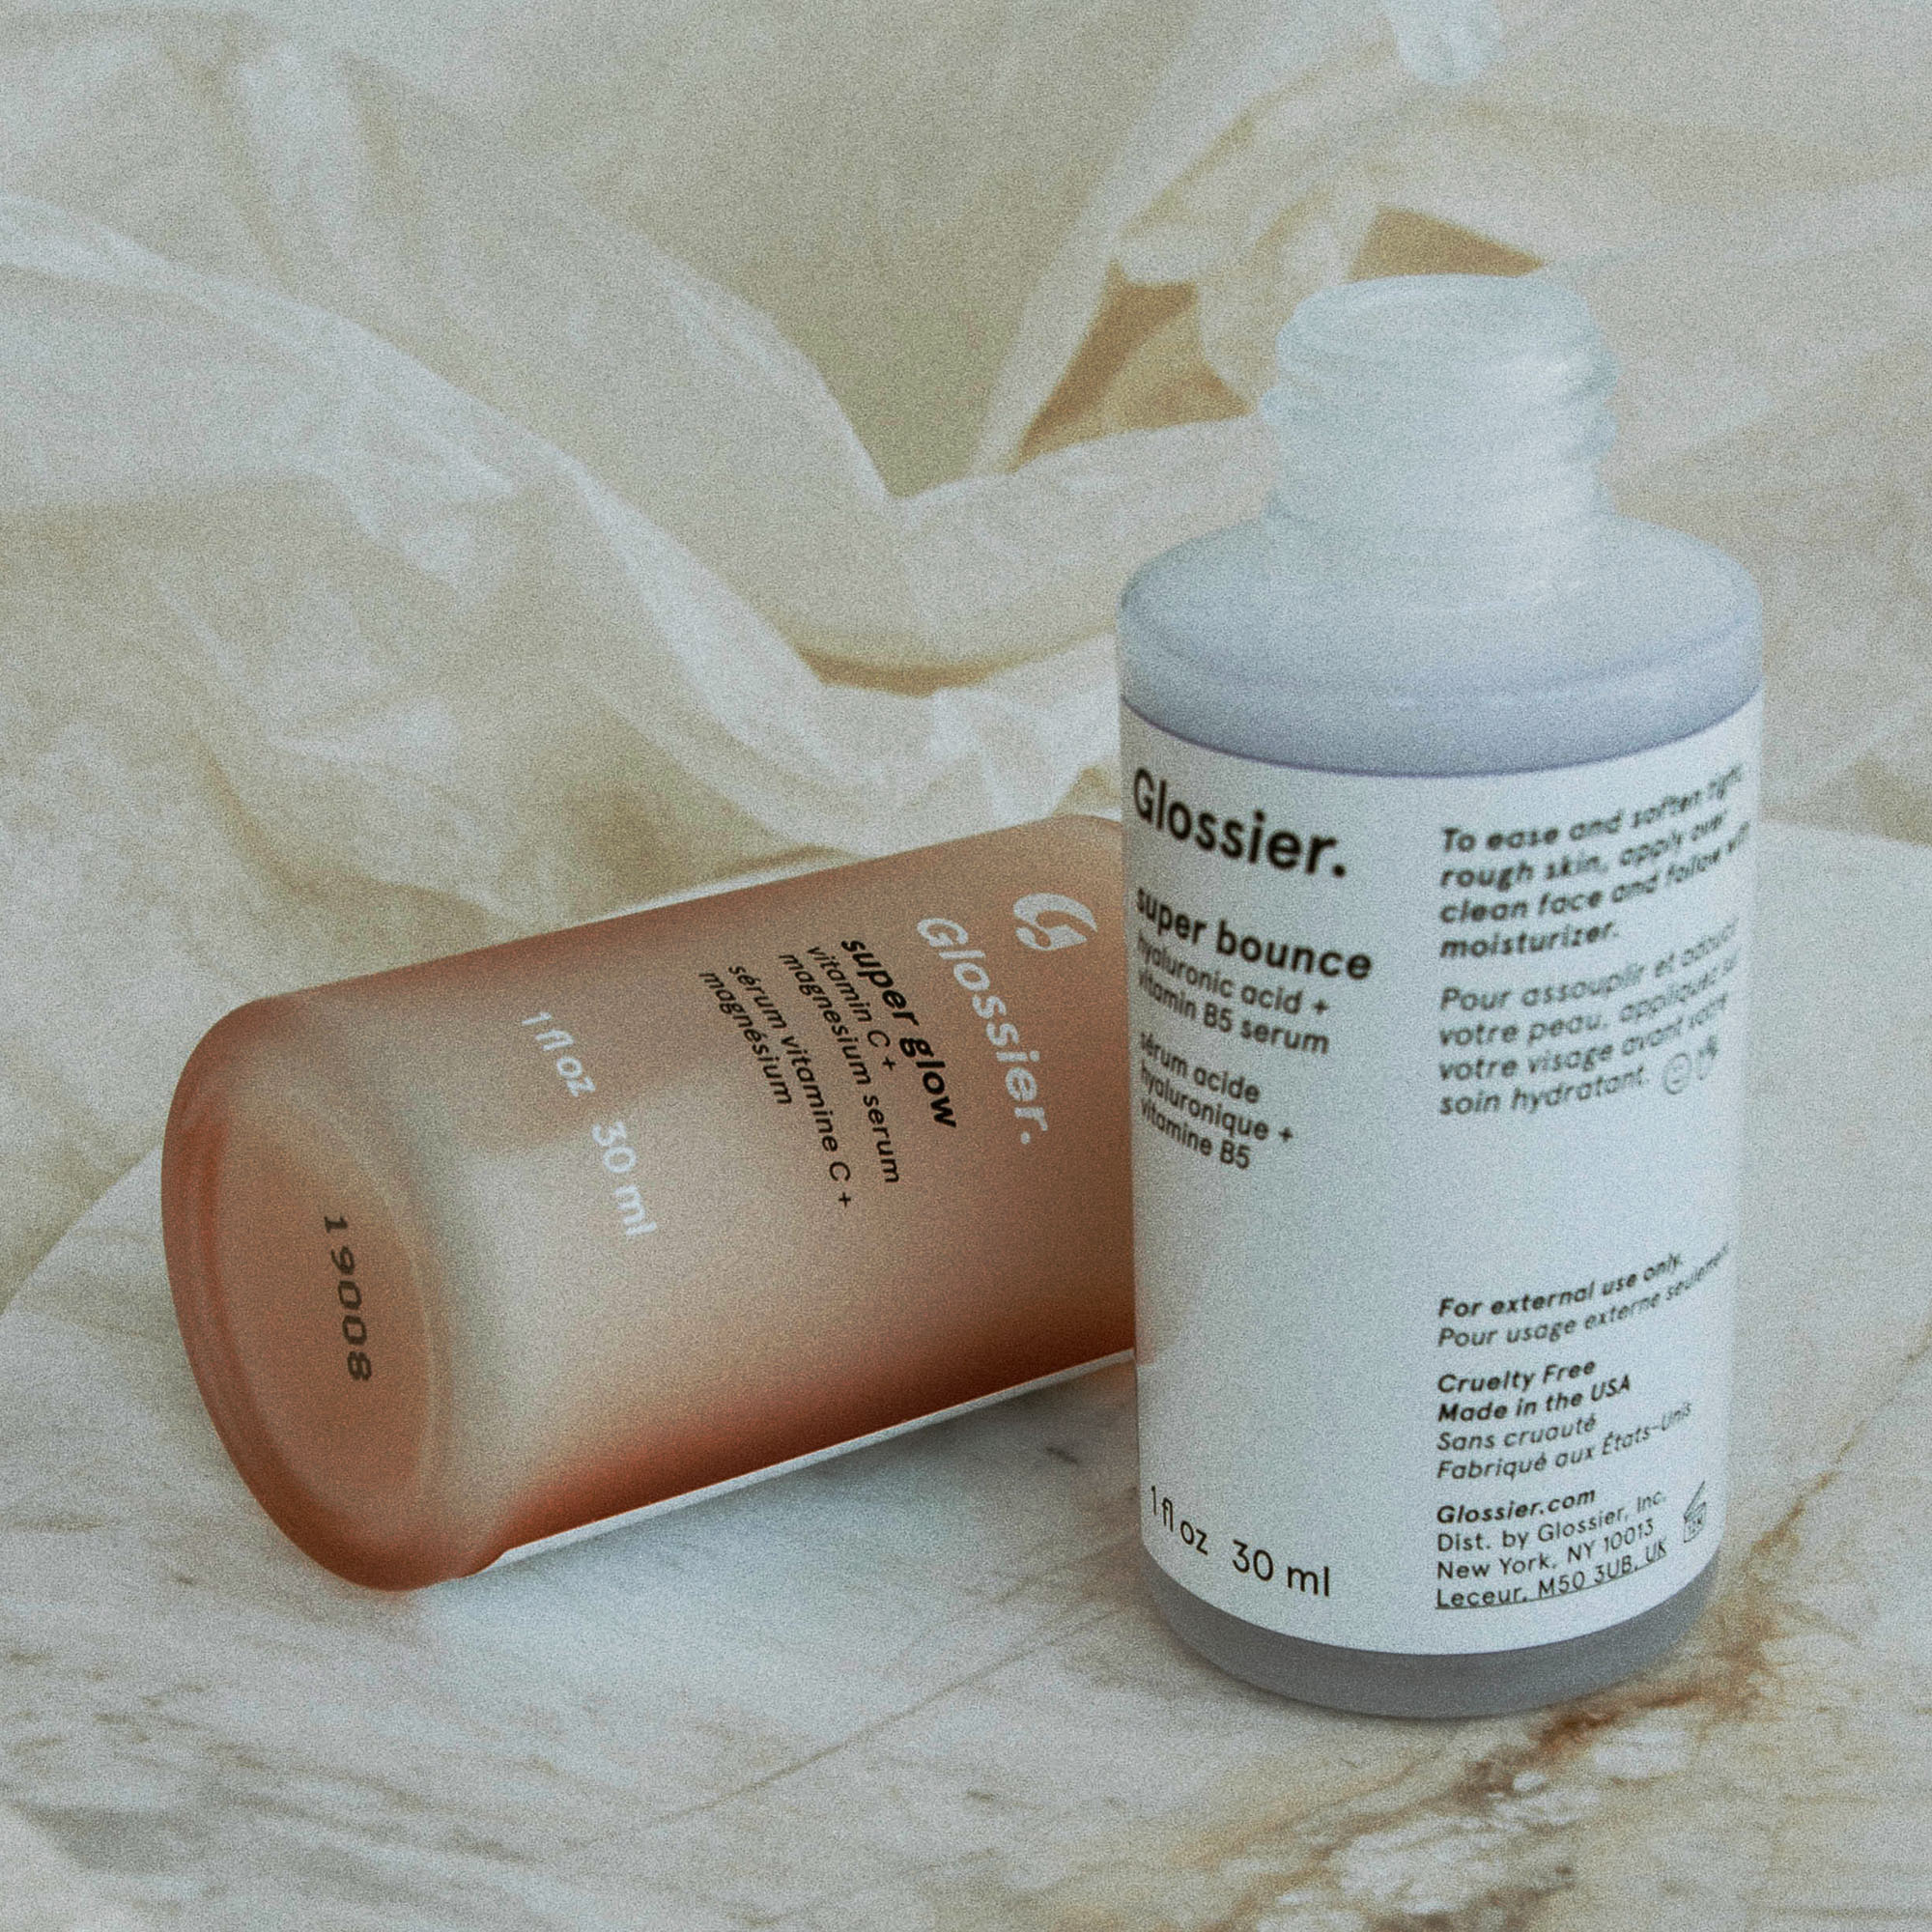 Glossier.
super glow
vitamin C +
magnesium serum
sérum vitamine C +
magnésium
1 fl oz 30 ml
19008
Glossier.
super bounce
hyaluronic acid +
vitamin B5 serum
sérum acide
hyaluronique +
vitamine B5
1 fl oz 30 ml
To ease and soften tight,
rough skin, apply over
clean face and follow with
moisturizer.
Pour assouplir et adoucir
votre peau, appliquez sur
votre visage avant votre
soin hydratant.
For external use only.
Pour usage externe seulement
Cruelty Free
Made in the USA
Sans cruauté
Fabriqué aux États-Unis
Glossier.com
Dist. by Glossier, Inc.
New York, NY 10013
Leceur, M50 3UB, UK